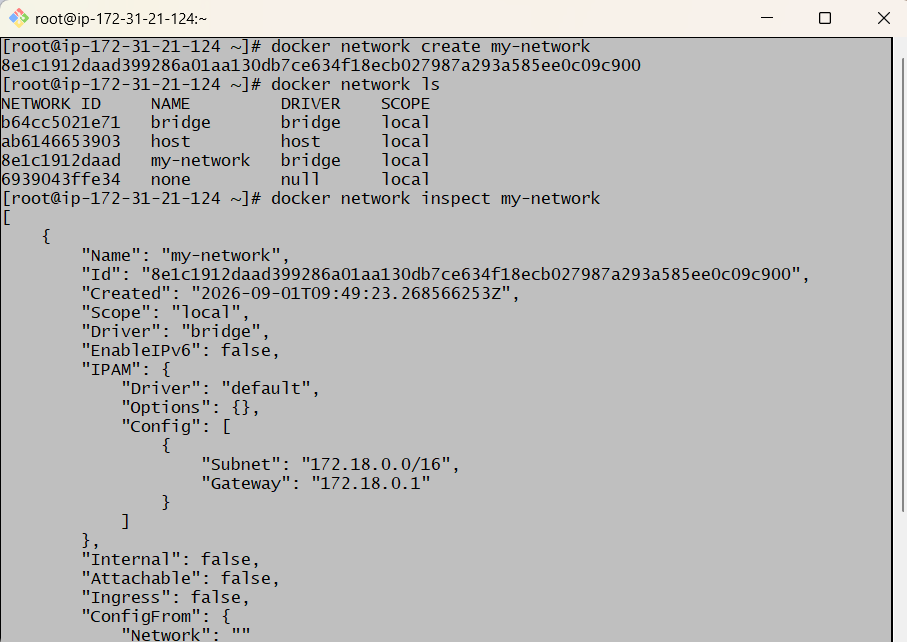 root@ip-172-31-21-124:~
[root@ip-172-31-21-124 ~]# docker network create my-network
8e1c1912daad399286a01aa130db7ce634f18ecb027987a293a585ee0c09c900
[root@ip-172-31-21-124 ~]# docker network ls
NETWORK ID     NAME         DRIVER    SCOPE
b64cc5021e71   bridge       bridge    local
ab6146653903   host         host      local
8e1c1912daad   my-network   bridge    local
6939043ffe34   none         null      local
[root@ip-172-31-21-124 ~]# docker network inspect my-network
[
    {
        "Name": "my-network",
        "Id": "8e1c1912daad399286a01aa130db7ce634f18ecb027987a293a585ee0c09c900",
        "Created": "2026-09-01T09:49:23.268566253Z",
        "Scope": "local",
        "Driver": "bridge",
        "EnableIPv6": false,
        "IPAM": {
            "Driver": "default",
            "Options": {},
            "Config": [
                {
                    "Subnet": "172.18.0.0/16",
                    "Gateway": "172.18.0.1"
                }
            ]
        },
        "Internal": false,
        "Attachable": false,
        "Ingress": false,
        "ConfigFrom": {
            "Network": ""